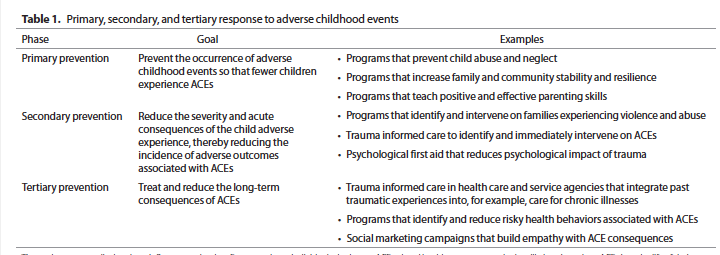 Table 1. Primary, secondary, and tertiary response to adverse childhood events
Phase Goal Examples
Primary prevention Prevent the occurrence of adverse childhood events so that fewer children experience ACEs
• Programs that prevent child abuse and neglect
• Programs that increase family and community stability and resilience
• Programs that teach positive and effective parenting skills
Secondary prevention Reduce the severity and acute consequences of the child adverse experience, thereby reducing the incidence of adverse outcomes associated with ACEs
• Programs that identify and intervene on families experiencing violence and abuse
• Trauma informed care to identify and immediately intervene on ACEs
• Psychological first aid that reduces psychological impact of trauma
Tertiary prevention Treat and reduce the long-term consequences of ACEs
• Trauma informed care in health care and service agencies that integrate past traumatic experiences into, for example, care for chronic illnesses
• Programs that identify and reduce risky health behaviors associated with ACEs
• Social marketing campaigns that build empathy with ACE consequences